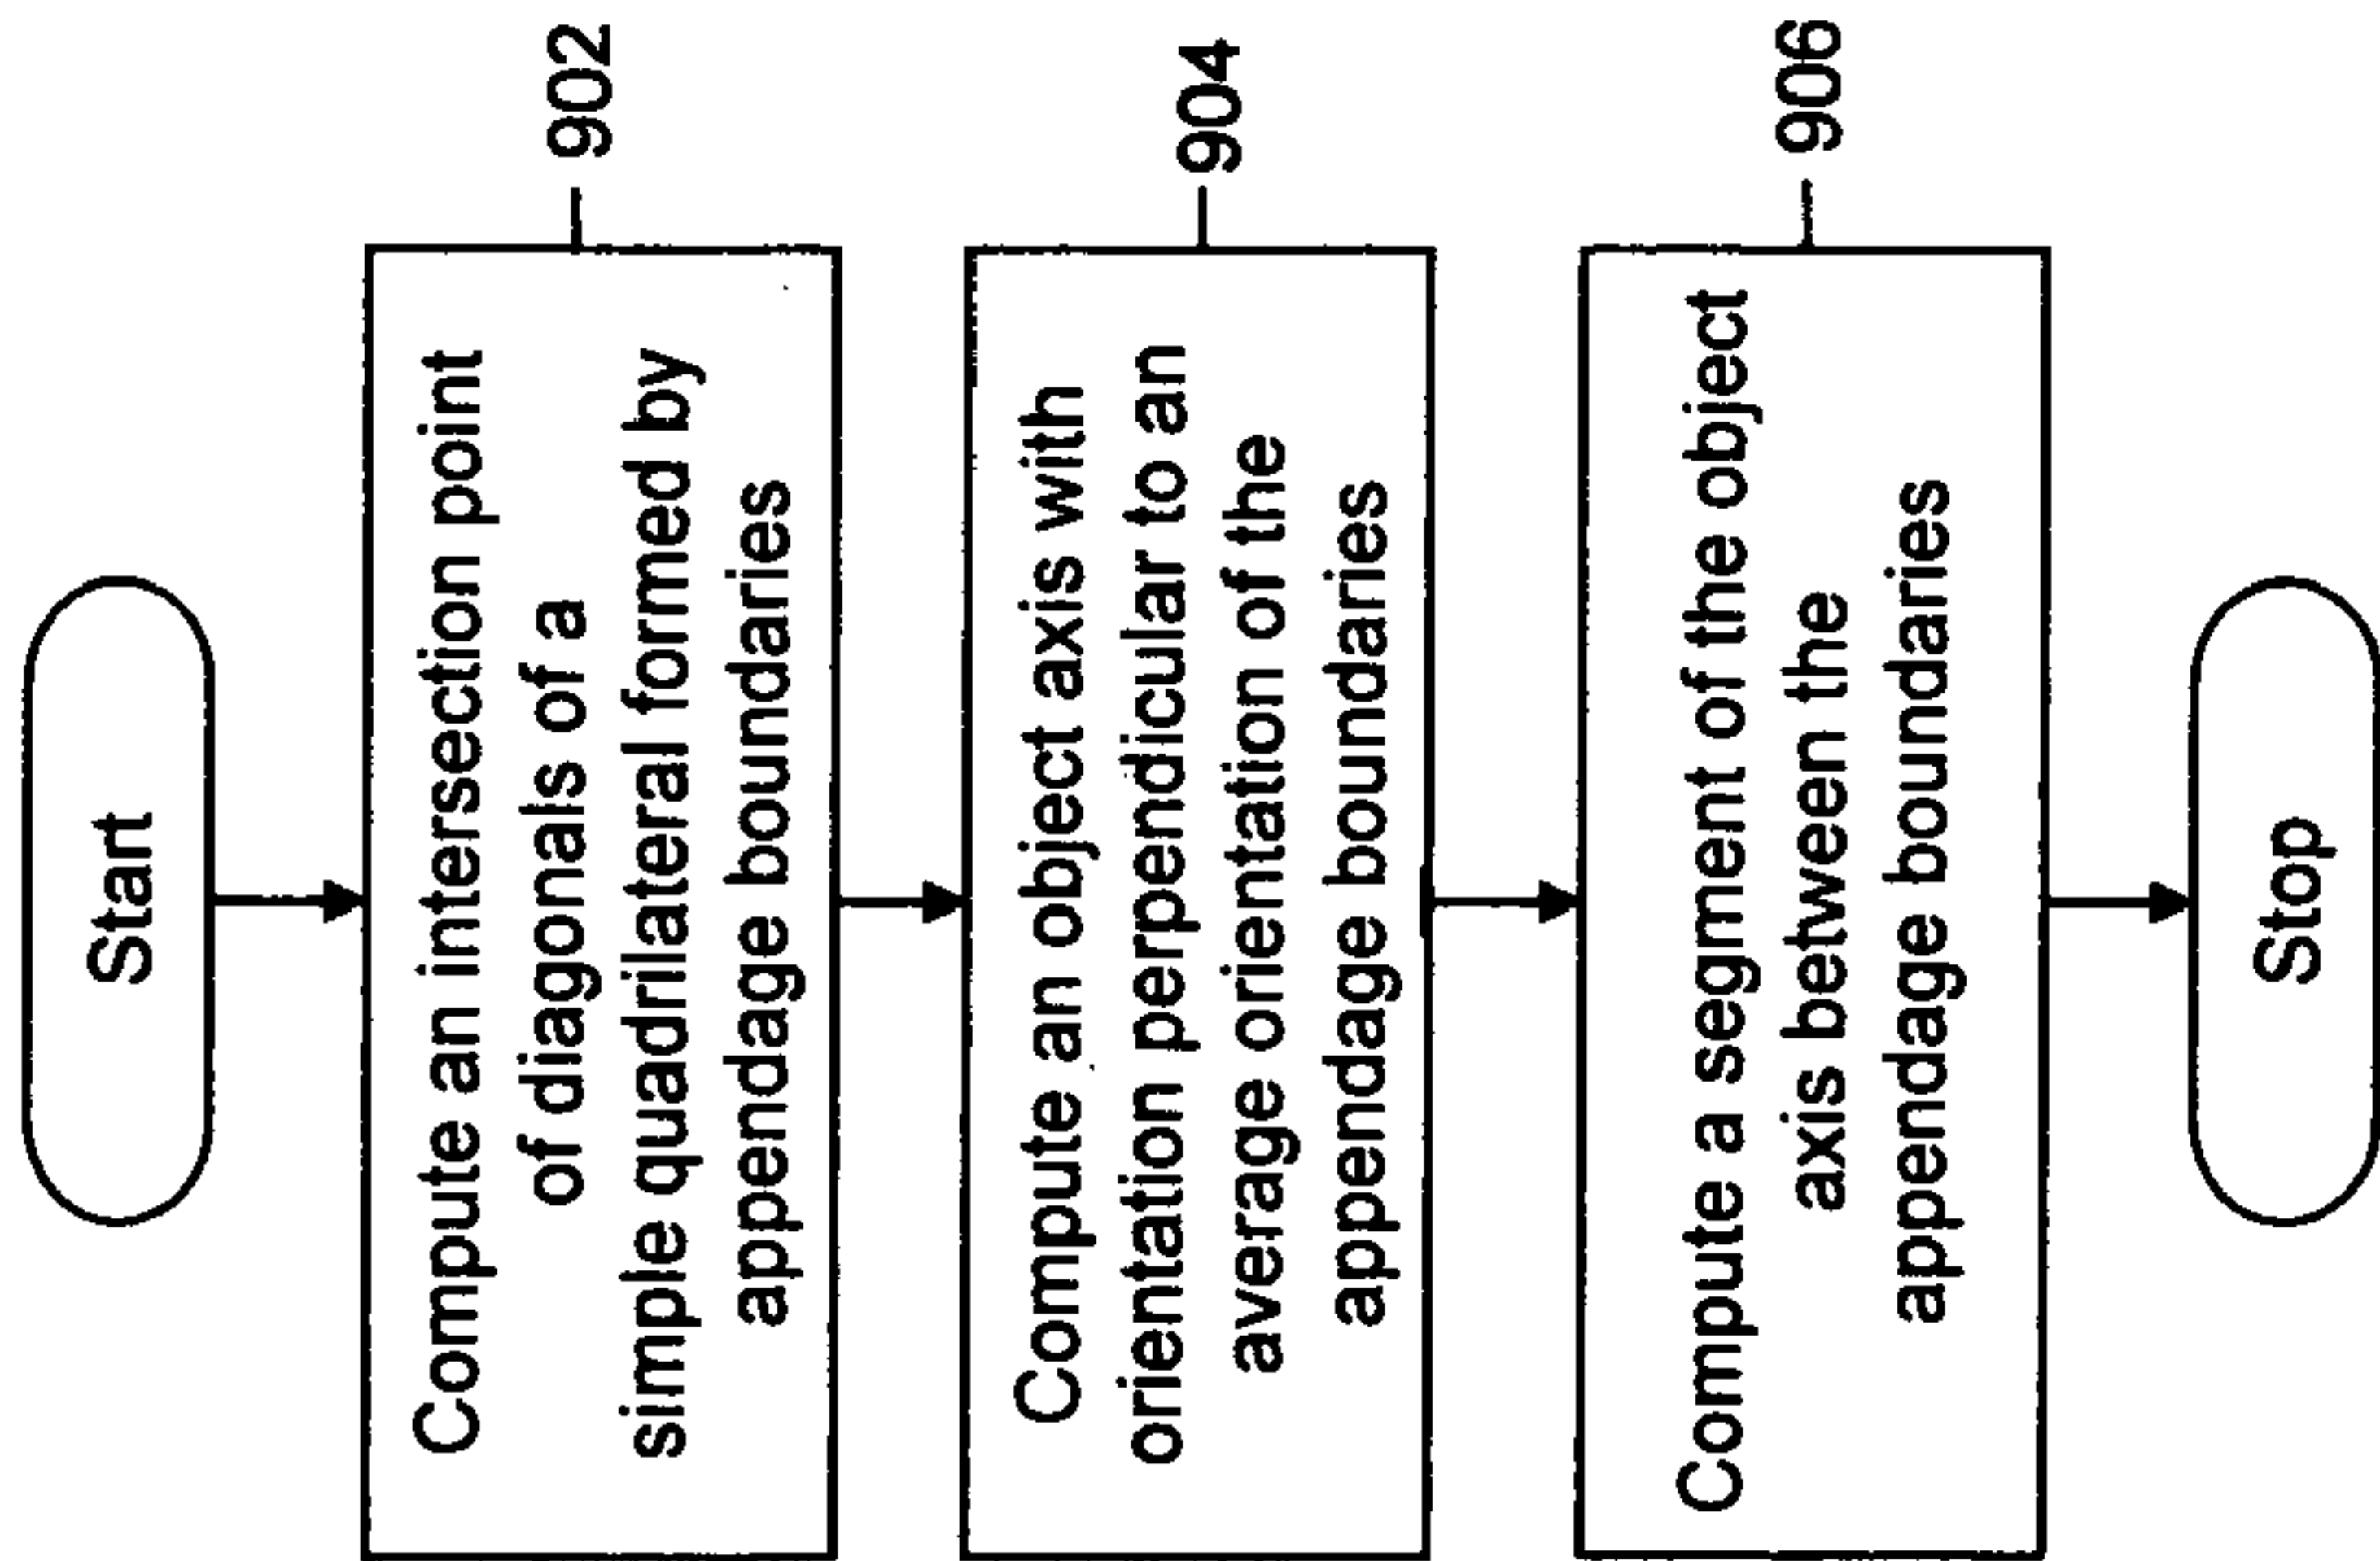 Start
Compute an intersection point
of diagonals of a
simple quadrilateral formed by
appendage boundaries
902
Compute an object axis with
orientation perpendicular to an
average orientation of the
appendage boundaries
904
Compute a segment of the object
axis between the
appendage boundaries
906
Stop